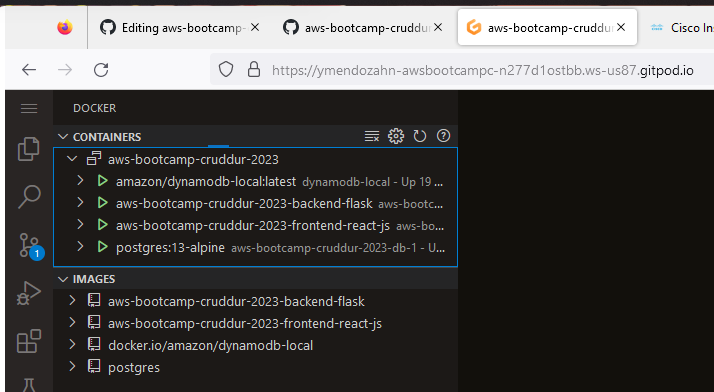 Editing aws-bootcamp- aws-bootcamp-cruddur aws-bootcamp-cruddur Cisco Ins
https://ymendozahn-awsbootcampc-n277d1ostbb.ws-us87.gitpod.io
DOCKER
CONTAINERS
aws-bootcamp-cruddur-2023
amazon/dynamodb-local:latest dynamodb-local - Up 19 ...
aws-bootcamp-cruddur-2023-backend-flask aws-bootc...
aws-bootcamp-cruddur-2023-frontend-react-js aws-bo...
postgres:13-alpine aws-bootcamp-cruddur-2023-db-1 - U...
1
IMAGES
aws-bootcamp-cruddur-2023-backend-flask
aws-bootcamp-cruddur-2023-frontend-react-js
docker.io/amazon/dynamodb-local
postgres